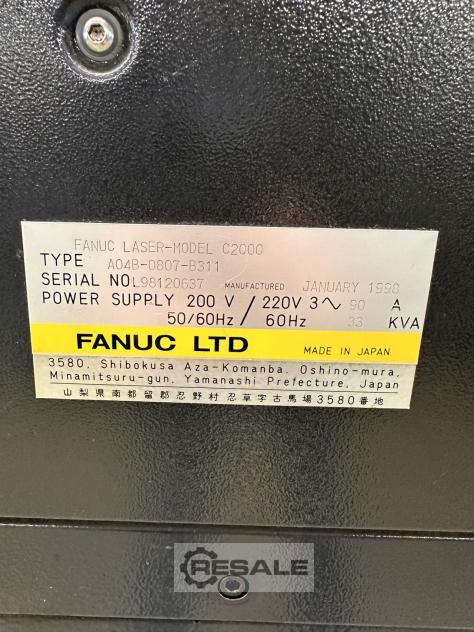 FANUC LASER-MODEL C2000
TYPE A04B-0807-B311
SERIAL NO. L98120637 MANUFACTURED JANUARY
POWER SUPPLY 200 V / 220V 3~ 90 A
50/60Hz / 60Hz 33 KVA
FANUC LTD MADE IN JAPAN
3580, Shibokusa Aza-Komanba, Oshino-mura,
Minamitsuru-gun, Yamanashi Prefecture, Japan
山梨県南都留郡忍野村忍草字古馬場3580番地
RESALE